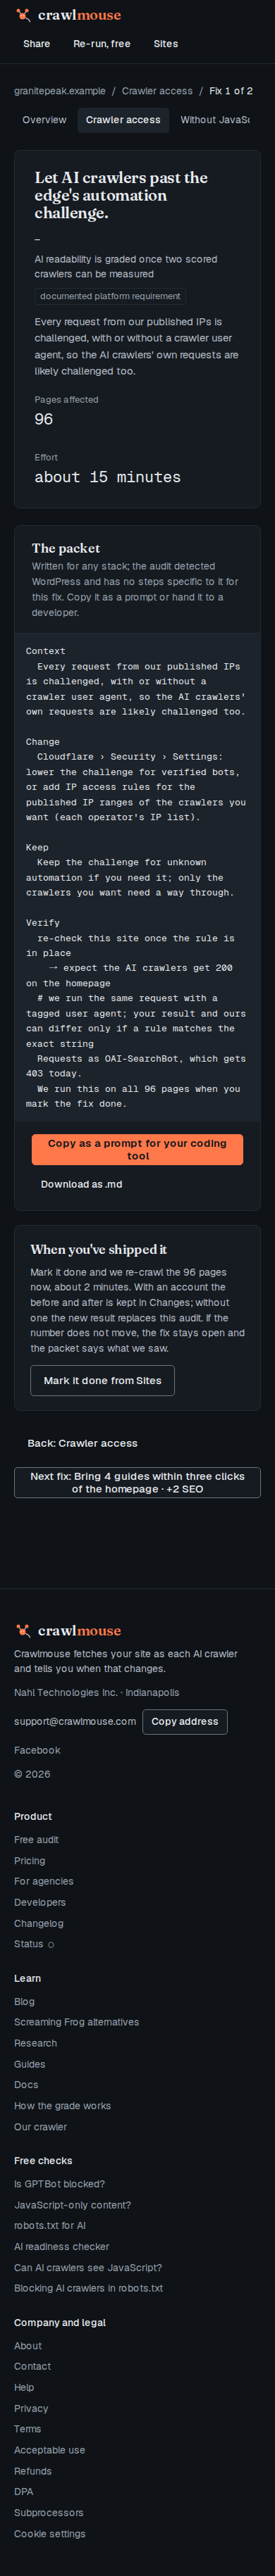 crawlmouse
Share Re-run, free Sites
granitepeak.example / Crawler access / Fix 1 of 2
Overview Crawler access Without JavaSc
Let AI crawlers past the
edge's automation
challenge.
–
AI readability is graded once two scored
crawlers can be measured
documented platform requirement
Every request from our published IPs is
challenged, with or without a crawler user
agent, so the AI crawlers' own requests are
likely challenged too.
Pages affected
96
Effort
about 15 minutes
The packet
Written for any stack; the audit detected
WordPress and has no steps specific to it for
this fix. Copy it as a prompt or hand it to a
developer.
Context
Every request from our published IPs
is challenged, with or without a
crawler user agent, so the AI crawlers'
own requests are likely challenged too.
Change
Cloudflare › Security › Settings:
lower the challenge for verified bots,
or add IP access rules for the
published IP ranges of the crawlers you
want (each operator's IP list).
Keep
Keep the challenge for unknown
automation if you need it; only the
crawlers you want need a way through.
Verify
re-check this site once the rule is
in place
→ expect the AI crawlers get 200
on the homepage
# we run the same request with a
tagged user agent; your result and ours
can differ only if a rule matches the
exact string
Requests as OAI-SearchBot, which gets
403 today.
We run this on all 96 pages when you
mark the fix done.
Copy as a prompt for your coding
tool
Download as .md
When you've shipped it
Mark it done and we re-crawl the 96 pages
now, about 2 minutes. With an account the
before and after is kept in Changes; without
one the new result replaces this audit. If the
number does not move, the fix stays open and
the packet says what we saw.
Mark it done from Sites
Back: Crawler access
Next fix: Bring 4 guides within three clicks
of the homepage · +2 SEO
crawlmouse
Crawlmouse fetches your site as each AI crawler
and tells you when that changes.
Nahl Technologies Inc. · Indianapolis
support@crawlmouse.com Copy address
Facebook
© 2026
Product
Free audit
Pricing
For agencies
Developers
Changelog
Status
Learn
Blog
Screaming Frog alternatives
Research
Guides
Docs
How the grade works
Our crawler
Free checks
Is GPTBot blocked?
JavaScript-only content?
robots.txt for AI
AI readiness checker
Can AI crawlers see JavaScript?
Blocking AI crawlers in robots.txt
Company and legal
About
Contact
Help
Privacy
Terms
Acceptable use
Refunds
DPA
Subprocessors
Cookie settings